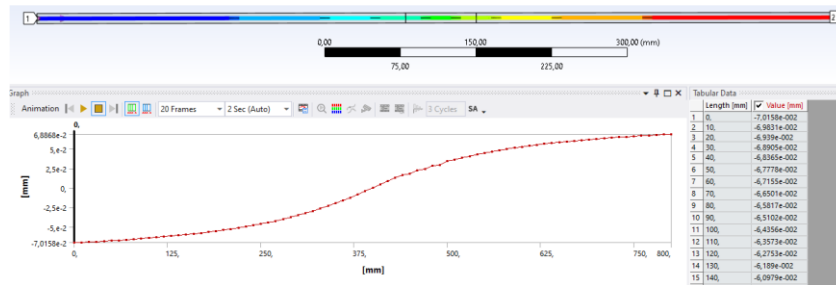 1 2
0,00 150,00 300,00 (mm)
75,00 225,00
Graph Tabular Data
Animation 20 Frames 2 Sec (Auto) 3 Cycles SA
Length [mm] Value [mm]
1 0, -7,0158e-002
2 10, -6,9831e-002
3 20, -6,939e-002
4 30, -6,8905e-002
5 40, -6,8365e-002
6 50, -6,7778e-002
7 60, -6,7155e-002
8 70, -6,6501e-002
9 80, -6,5817e-002
10 90, -6,5102e-002
11 100, -6,4356e-002
12 110, -6,3573e-002
13 120, -6,2753e-002
14 130, -6,189e-002
15 140, -6,0979e-002
0,
6,8868e-2
5,e-2
2,5e-2
0,
-2,5e-2
-5,e-2
-7,0158e-2
[mm]
0, 125, 250, 375, 500, 625, 750, 800,
[mm]